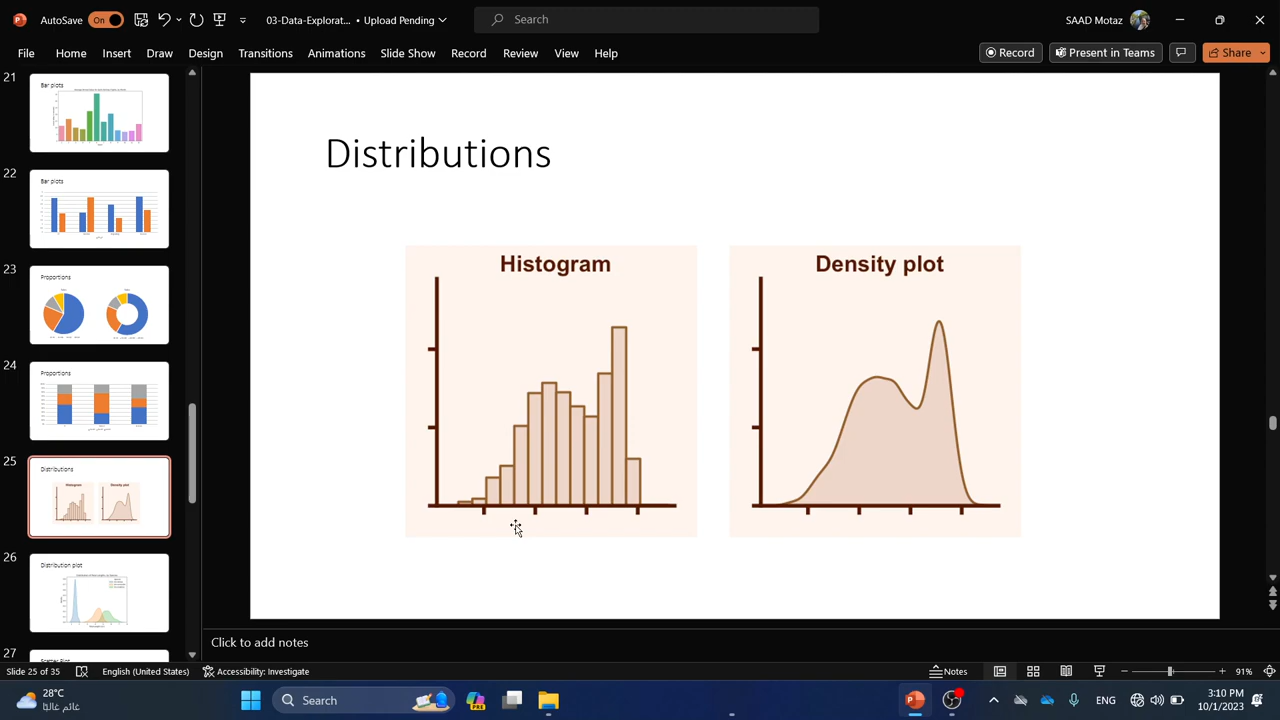 AutoSave On 03-Data-Explorat... • Upload Pending Search SAAD Motaz
File Home Insert Draw Design Transitions Animations Slide Show Record Review View Help Record Present in Teams Share
21
Bar plots
22
Bar plots
23
Proportions
24
Proportions
25
Distributions
Histogram Density plot
26
Distribution plot
27
Scatter Plot
Distributions
Histogram
Density plot
Click to add notes
Slide 25 of 35 English (United States) Accessibility: Investigate Notes 91%
28°C
غائم غالبًا
Search
PRE
ENG
3:10 PM
10/1/2023